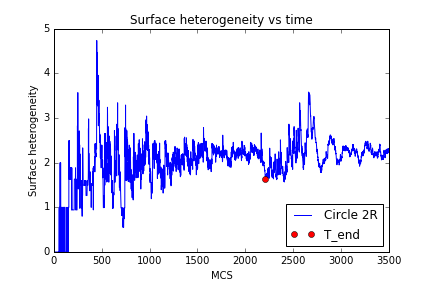 Surface heterogeneity vs time
5
4
3
2
1
0
Surface heterogeneity
0 500 1000 1500 2000 2500 3000 3500
MCS
Circle 2R
T_end